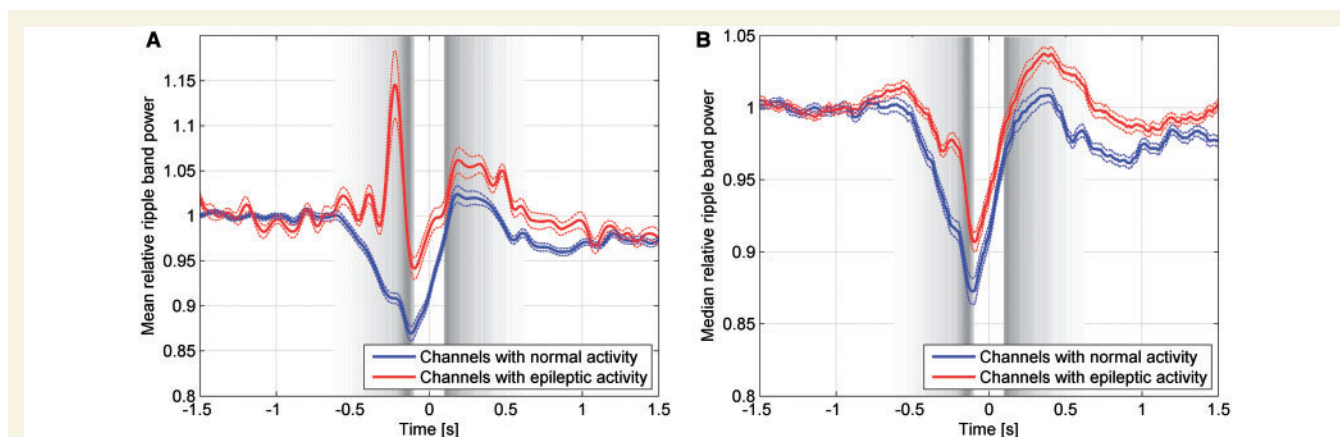 A
B
Mean relative ripple band power
1.15
1.1
1.05
1
0.95
0.9
0.85
0.8
Channels with normal activity
Channels with epileptic activity
-1.5 -1 -0.5 0 0.5 1 1.5
Time [s]
Median relative ripple band power
1.05
1
0.95
0.9
0.85
0.8
Channels with normal activity
Channels with epileptic activity
-1.5 -1 -0.5 0 0.5 1 1.5
Time [s]